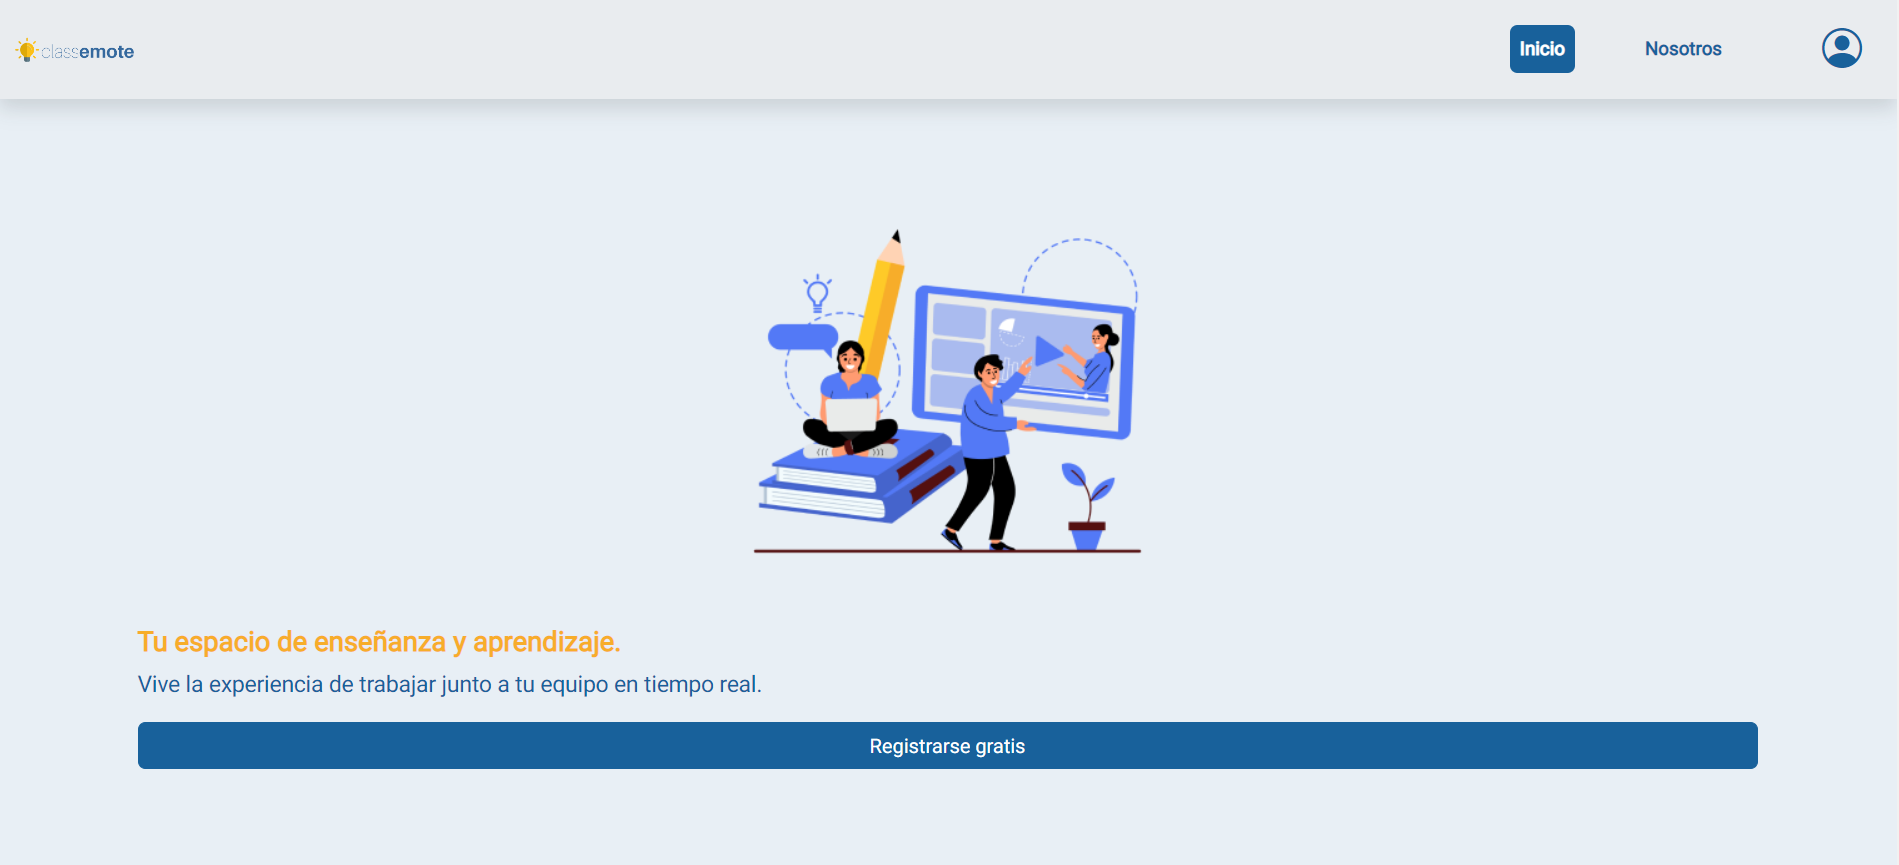 classemote
Inicio
Nosotros
Tu espacio de enseñanza y aprendizaje.
Vive la experiencia de trabajar junto a tu equipo en tiempo real.
Registrarse gratis